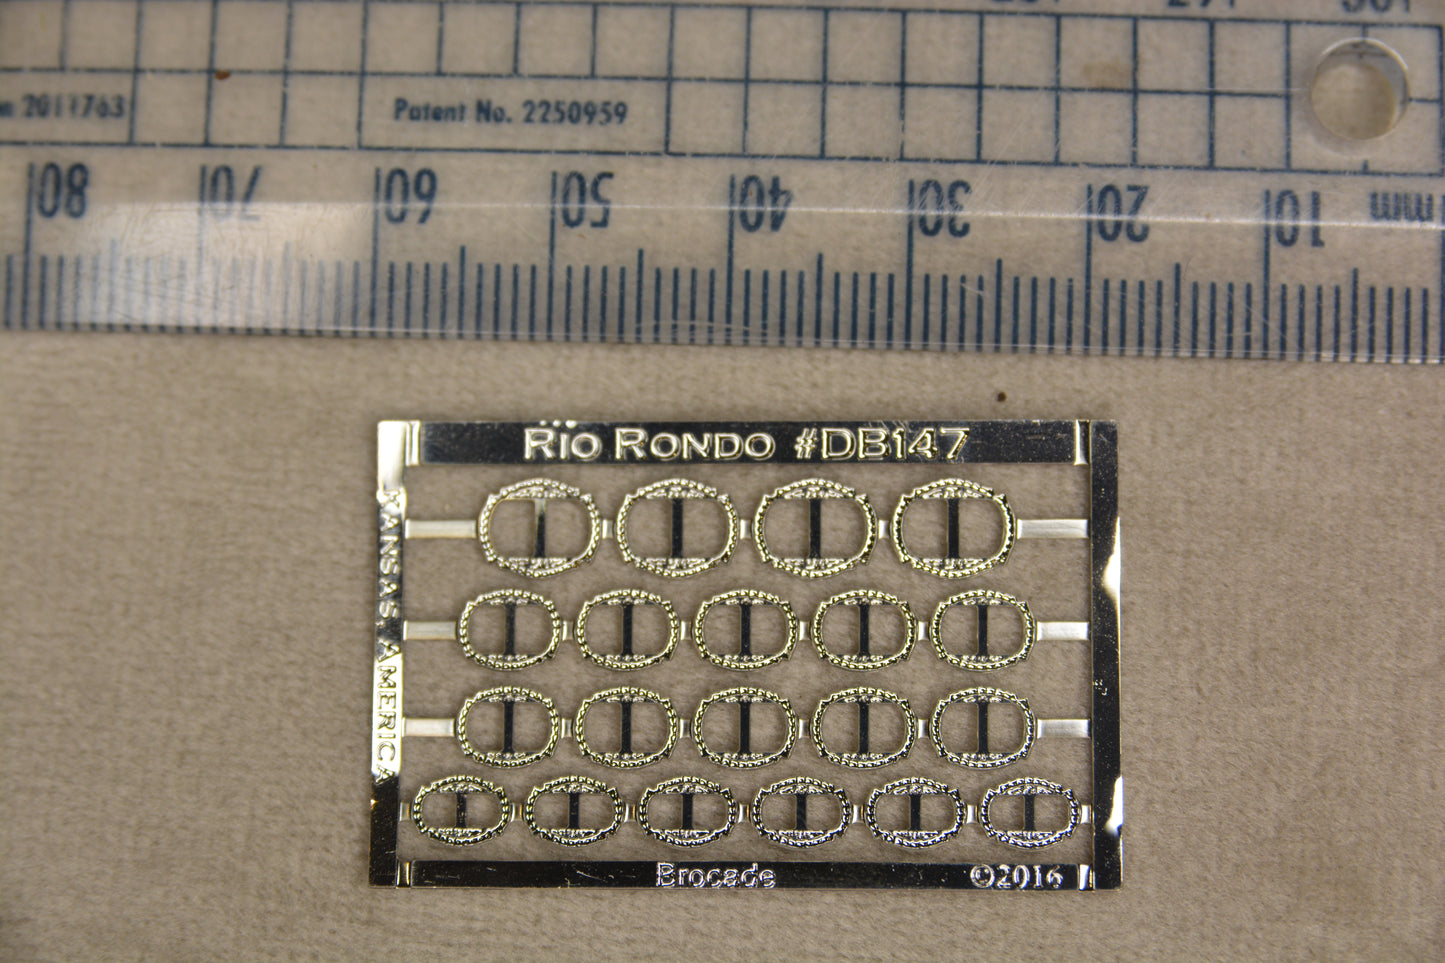 2011763
Patent No. 2250959
80 70 60 50 40 30 20 10 mm
RIO RONDO #DB147
KANSAS, AMERICA
Brocade
©2016